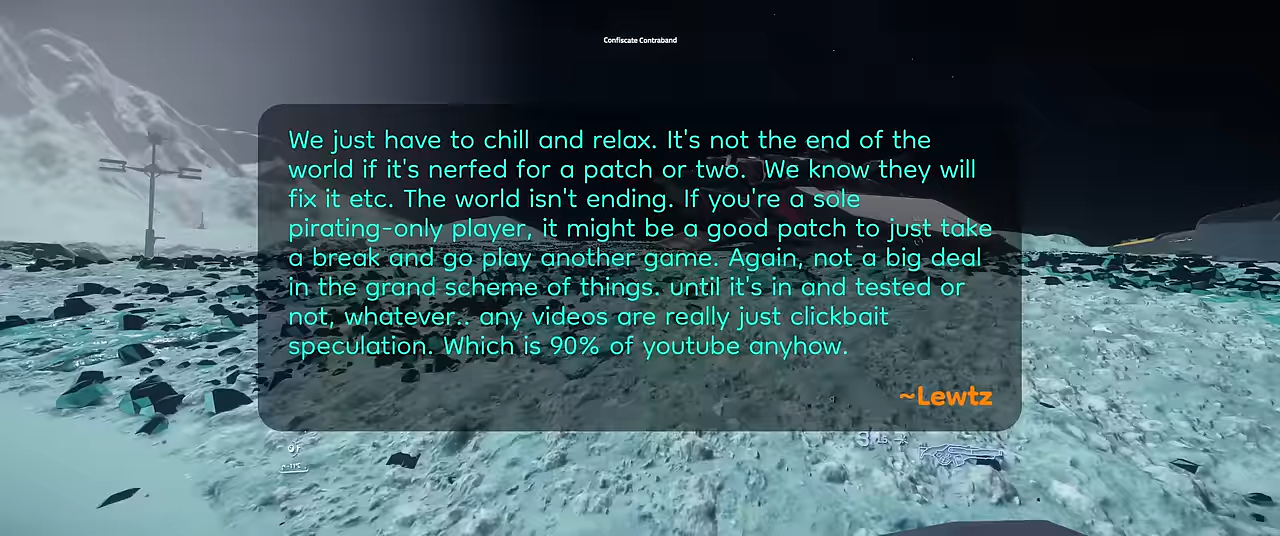 Confiscate Contraband
We just have to chill and relax. It's not the end of the
world if it's nerfed for a patch or two.  We know they will
fix it etc. The world isn't ending. If you're a sole
pirating-only player, it might be a good patch to just take
a break and go play another game. Again, not a big deal
in the grand scheme of things. until it's in and tested or
not, whatever.. any videos are really just clickbait
speculation. Which is 90% of youtube anyhow.
~Lewtz